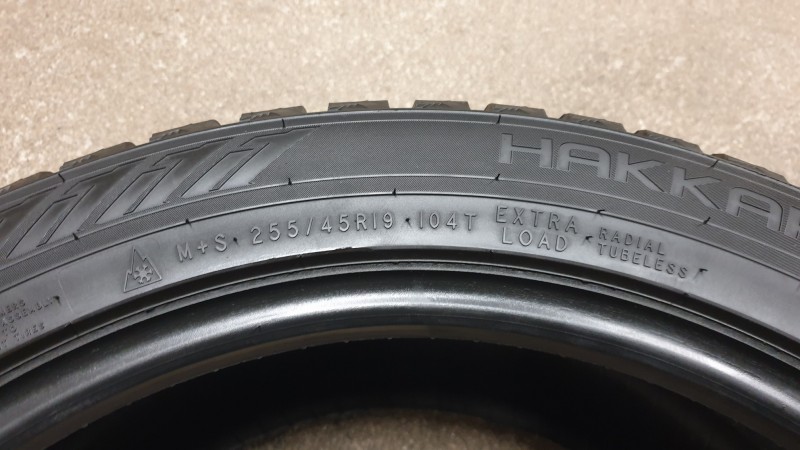 HAKKA
M+S 255/45R19 104T EXTRA LOAD RADIAL TUBELESS